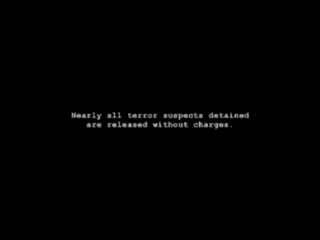 Nearly all terror suspects detained
are released without charges.